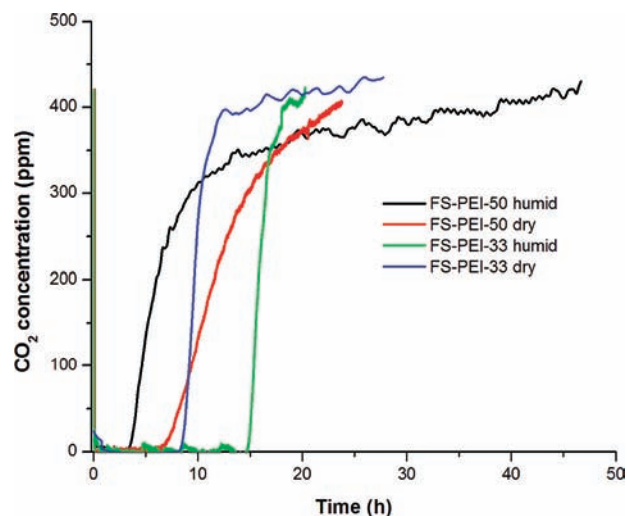 500
400
300
200
100
0
CO2 concentration (ppm)
FS-PEI-50 humid
FS-PEI-50 dry
FS-PEI-33 humid
FS-PEI-33 dry
0 10 20 30 40 50
Time (h)